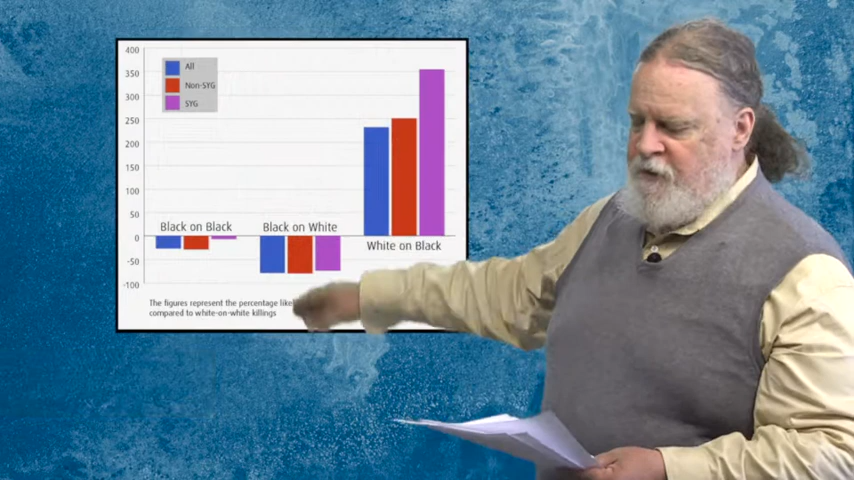 400
350
300
250
200
150
100
50
0
-50
-100
All
Non-SYG
SYG
Black on Black
Black on White
White on Black
The figures represent the percentage
compared to white-on-white killings